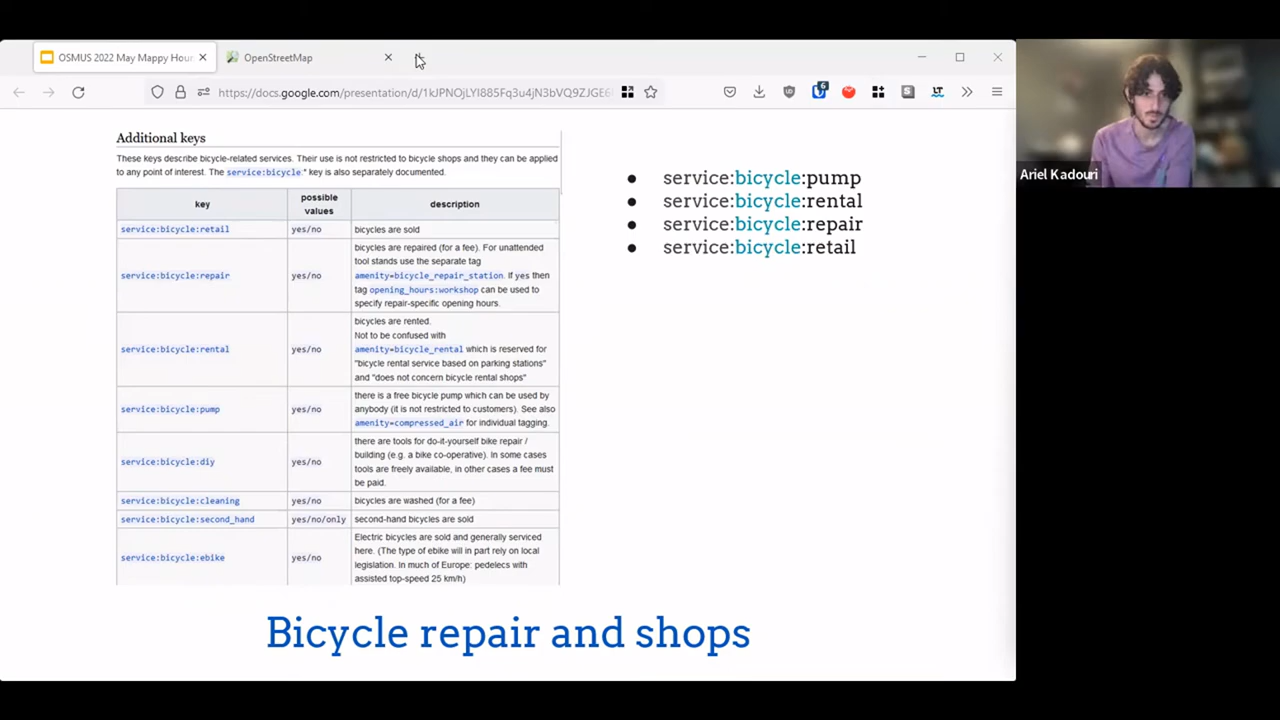 OSMUS 2022 May Mappy Hour
OpenStreetMap
https://docs.google.com/presentation/d/1kJPNOjLYI885Fq3u4jN3bVQ9ZJGE6
6
LT
Additional keys
These keys describe bicycle-related services. Their use is not restricted to bicycle shops and they can be applied
to any point of interest. The service:bicycle:* key is also separately documented.
key
possible
values
description
service:bicycle:retail
yes/no
bicycles are sold
service:bicycle:repair
yes/no
bicycles are repaired (for a fee). For unattended
tool stands use the separate tag
amenity=bicycle_repair_station. If yes then
tag opening_hours:workshop can be used to
specify repair-specific opening hours.
service:bicycle:rental
yes/no
bicycles are rented.
Not to be confused with
amenity=bicycle_rental which is reserved for
"bicycle rental service based on parking stations"
and "does not concern bicycle rental shops"
service:bicycle:pump
yes/no
there is a free bicycle pump which can be used by
anybody (it is not restricted to customers). See also
amenity=compressed_air for individual tagging.
service:bicycle:diy
yes/no
there are tools for do-it-yourself bike repair /
building (e.g. a bike co-operative). In some cases
tools are freely available, in other cases a fee must
be paid.
service:bicycle:cleaning
yes/no
bicycles are washed (for a fee)
service:bicycle:second_hand
yes/no/only
second-hand bicycles are sold
service:bicycle:ebike
yes/no
Electric bicycles are sold and generally serviced
here. (The type of ebike will in part rely on local
legislation. In much of Europe: pedelecs with
assisted top-speed 25 km/h)
• service:bicycle:pump
• service:bicycle:rental
• service:bicycle:repair
• service:bicycle:retail
Bicycle repair and shops
Ariel Kadouri